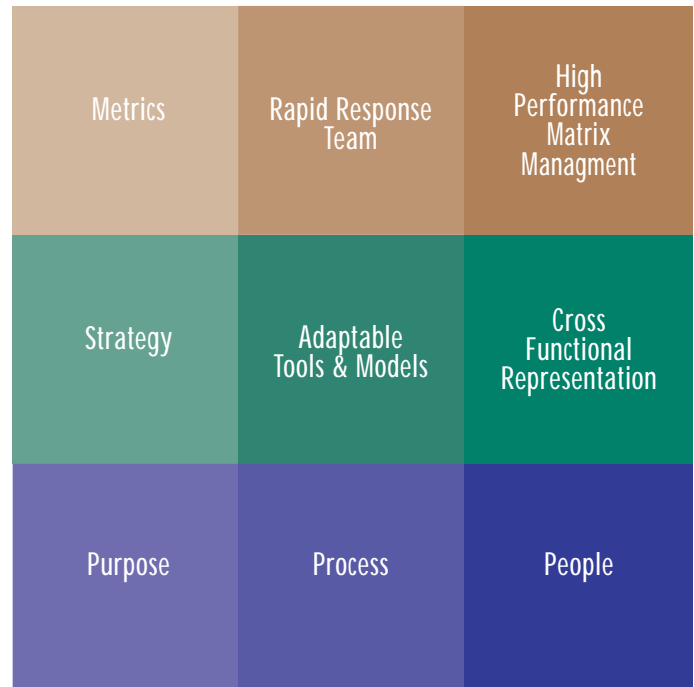 Metrics
Rapid Response
Team
High
Performance
Matrix
Managment
Strategy
Adaptable
Tools & Models
Cross
Functional
Representation
Purpose
Process
People